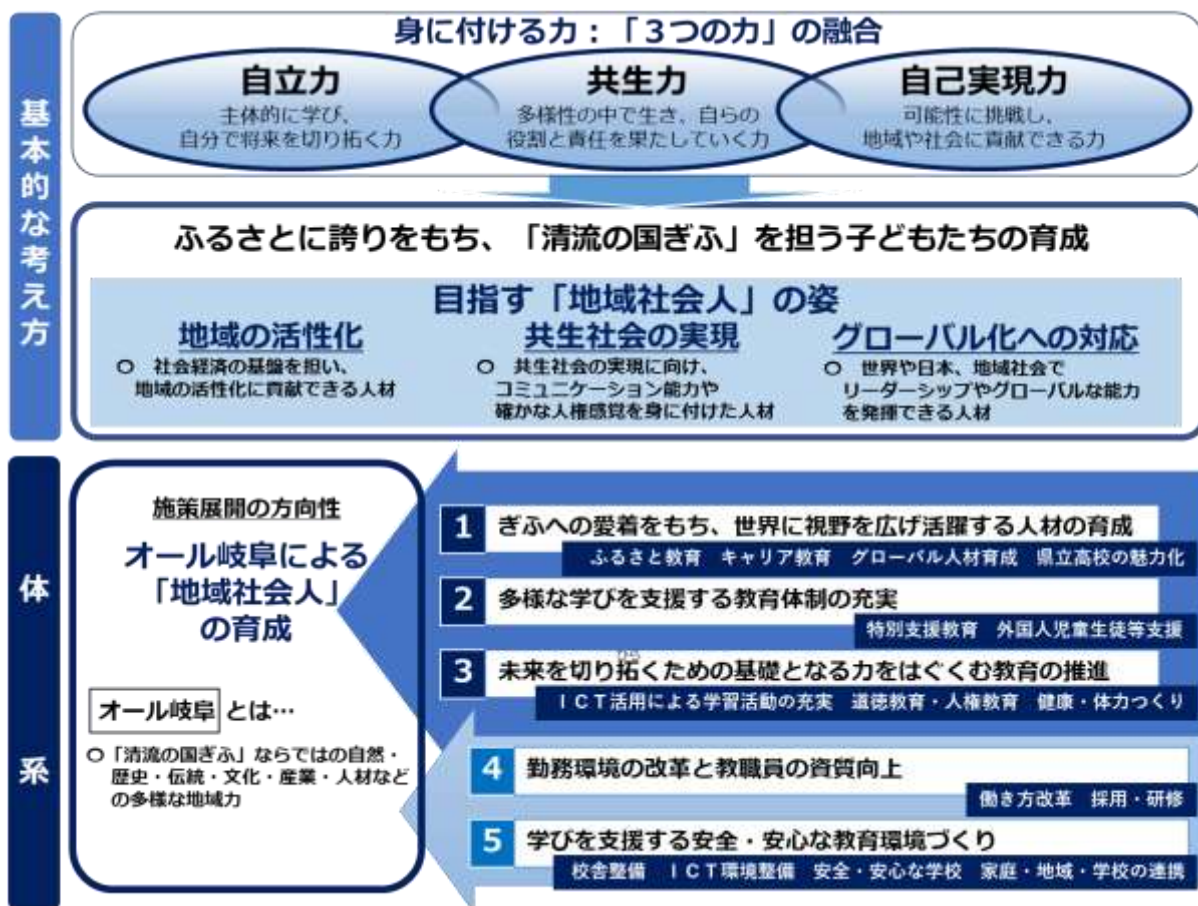 基本的な考え方
身に付ける力：「３つの力」の融合
自立力
主体的に学び、
自分で将来を切り拓く力
共生力
多様性の中で生き、自らの
役割と責任を果たしていく力
自己実現力
可能性に挑戦し、
地域や社会に貢献できる力
ふるさとに誇りをもち、「清流の国ぎふ」を担う子どもたちの育成
目指す「地域社会人」の姿
地域の活性化
○ 社会経済の基盤を担い、
地域の活性化に貢献できる人材
共生社会の実現
○ 共生社会の実現に向け、
コミュニケーション能力や
確かな人権感覚を身に付けた人材
グローバル化への対応
○ 世界や日本、地域社会で
リーダーシップやグローバルな能力
を発揮できる人材
体系
施策展開の方向性
オール岐阜による
「地域社会人」
の育成
オール岐阜 とは…
○「清流の国ぎふ」ならではの自然・
歴史・伝統・文化・産業・人材など
の多様な地域力
1 ぎふへの愛着をもち、世界に視野を広げ活躍する人材の育成
ふるさと教育　キャリア教育　グローバル人材育成　県立高校の魅力化
2 多様な学びを支援する教育体制の充実
特別支援教育　外国人児童生徒等支援
ひら
3 未来を切り拓くための基礎となる力をはぐくむ教育の推進
ＩＣＴ活用による学習活動の充実　道徳教育・人権教育　健康・体力つくり
4 勤務環境の改革と教職員の資質向上
働き方改革　採用・研修
5 学びを支援する安全・安心な教育環境づくり
校舎整備　ＩＣＴ環境整備　安全・安心な学校　家庭・地域・学校の連携